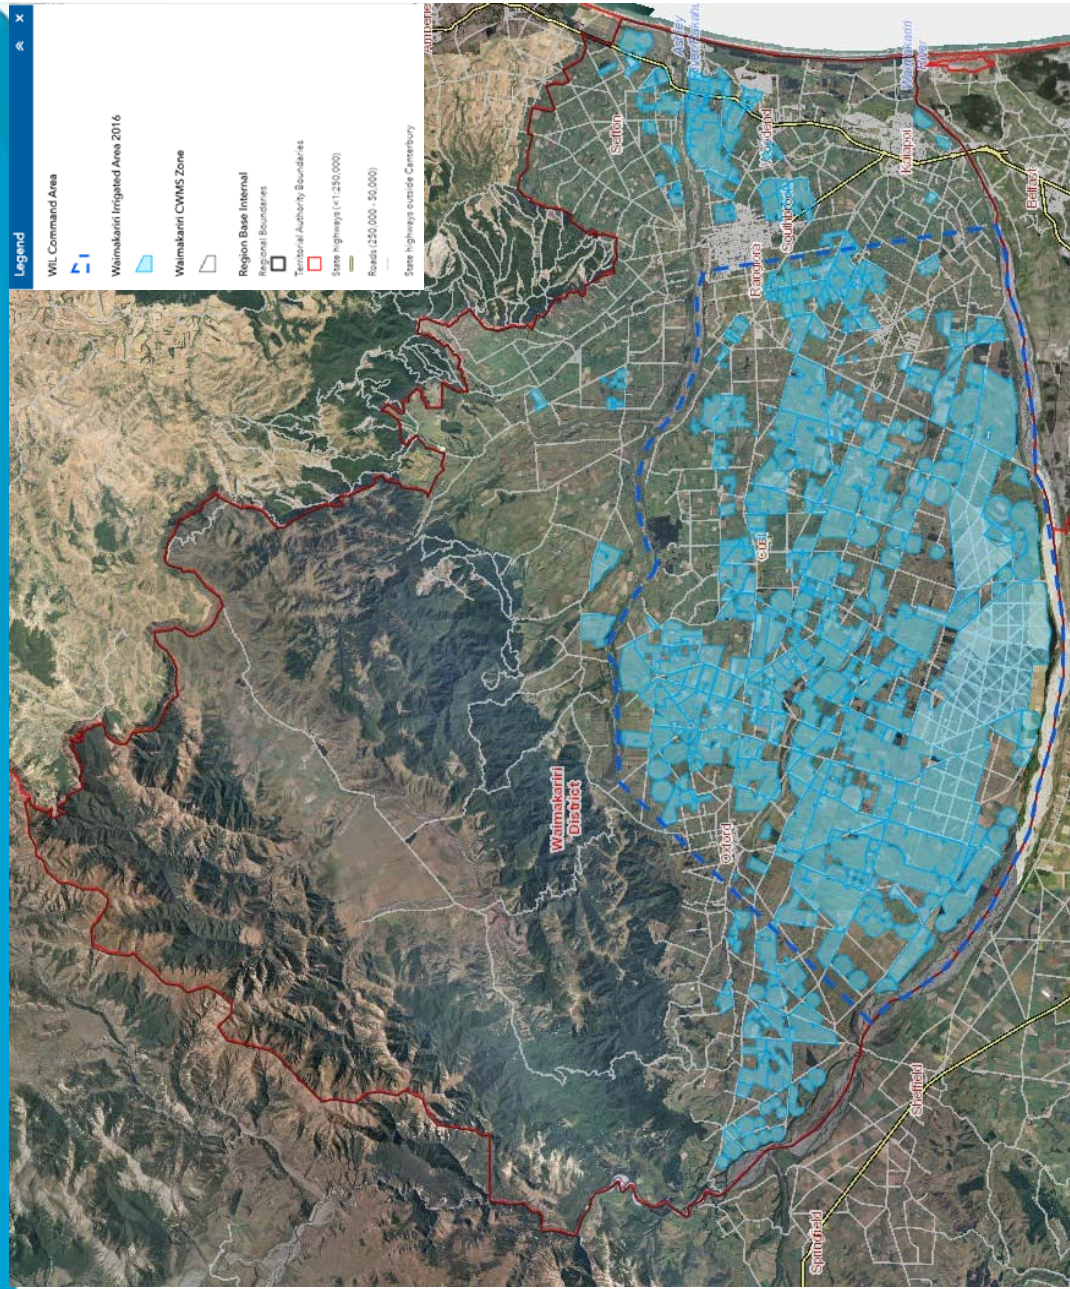 Legend
WIL Command Area
Waimakariri Irrigated Area 2016
Waimakariri CWMS Zone
Region Base Internal
Regional Boundaries
Territorial Authority Boundaries
State highways (<1:250,000)
Roads (250,000 - 50,000)
State highways outside Canterbury
Sefton
Ashley
Woodend
Waimakariri
River
Kaiapoi
Belfast
Rangiora
Southbrook
Cust
Waimakariri
District
Oxford
Sheffield
Springfield